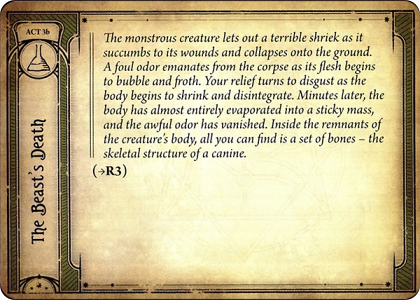 ACT 3b
The Beast's Death
The monstrous creature lets out a terrible shriek as it
succumbs to its wounds and collapses onto the ground.
A foul odor emanates from the corpse as its flesh begins
to bubble and froth. Your relief turns to disgust as the
body begins to shrink and disintegrate. Minutes later, the
body has almost entirely evaporated into a sticky mass,
and the awful odor has vanished. Inside the remnants of
the creature's body, all you can find is a set of bones – the
skeletal structure of a canine.
(→R3)